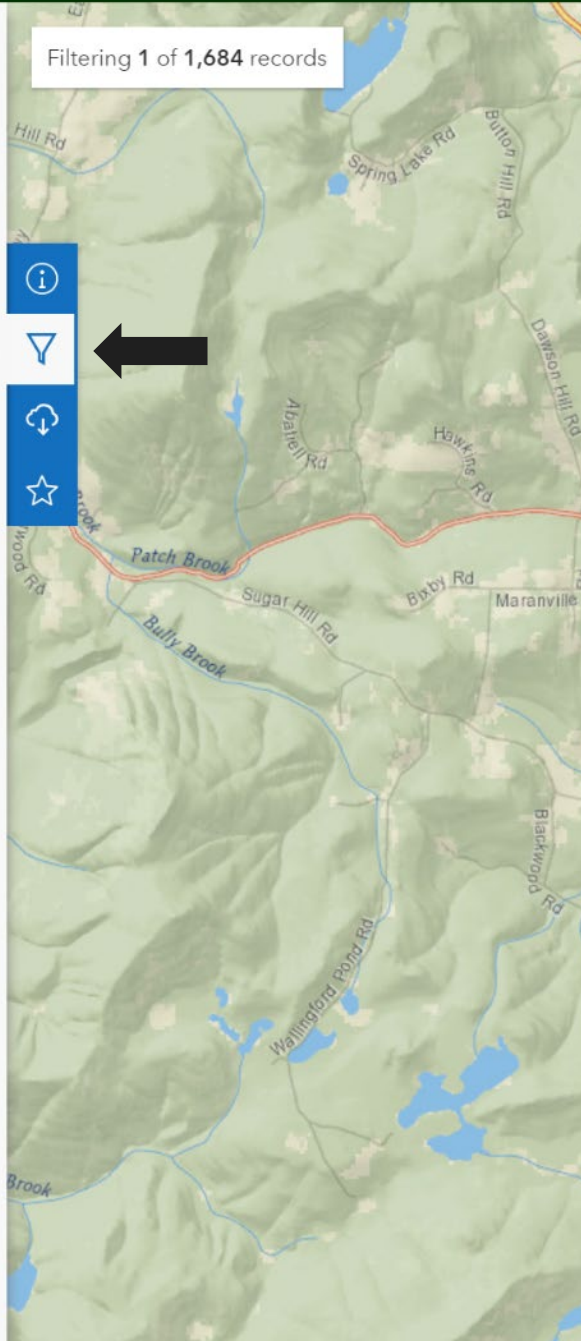 Filtering 1 of 1,684 records
Hill Rd
Spring Lake Rd
Button Hill Rd
Dawson Hill Rd
Abatiell Rd
Hawkins Rd
Brook
wood Rd
Patch Brook
Sugar Hill Rd
Bixby Rd
Maranville
Bully Brook
Blackwood Rd
Wallingford Pond Rd
Brook